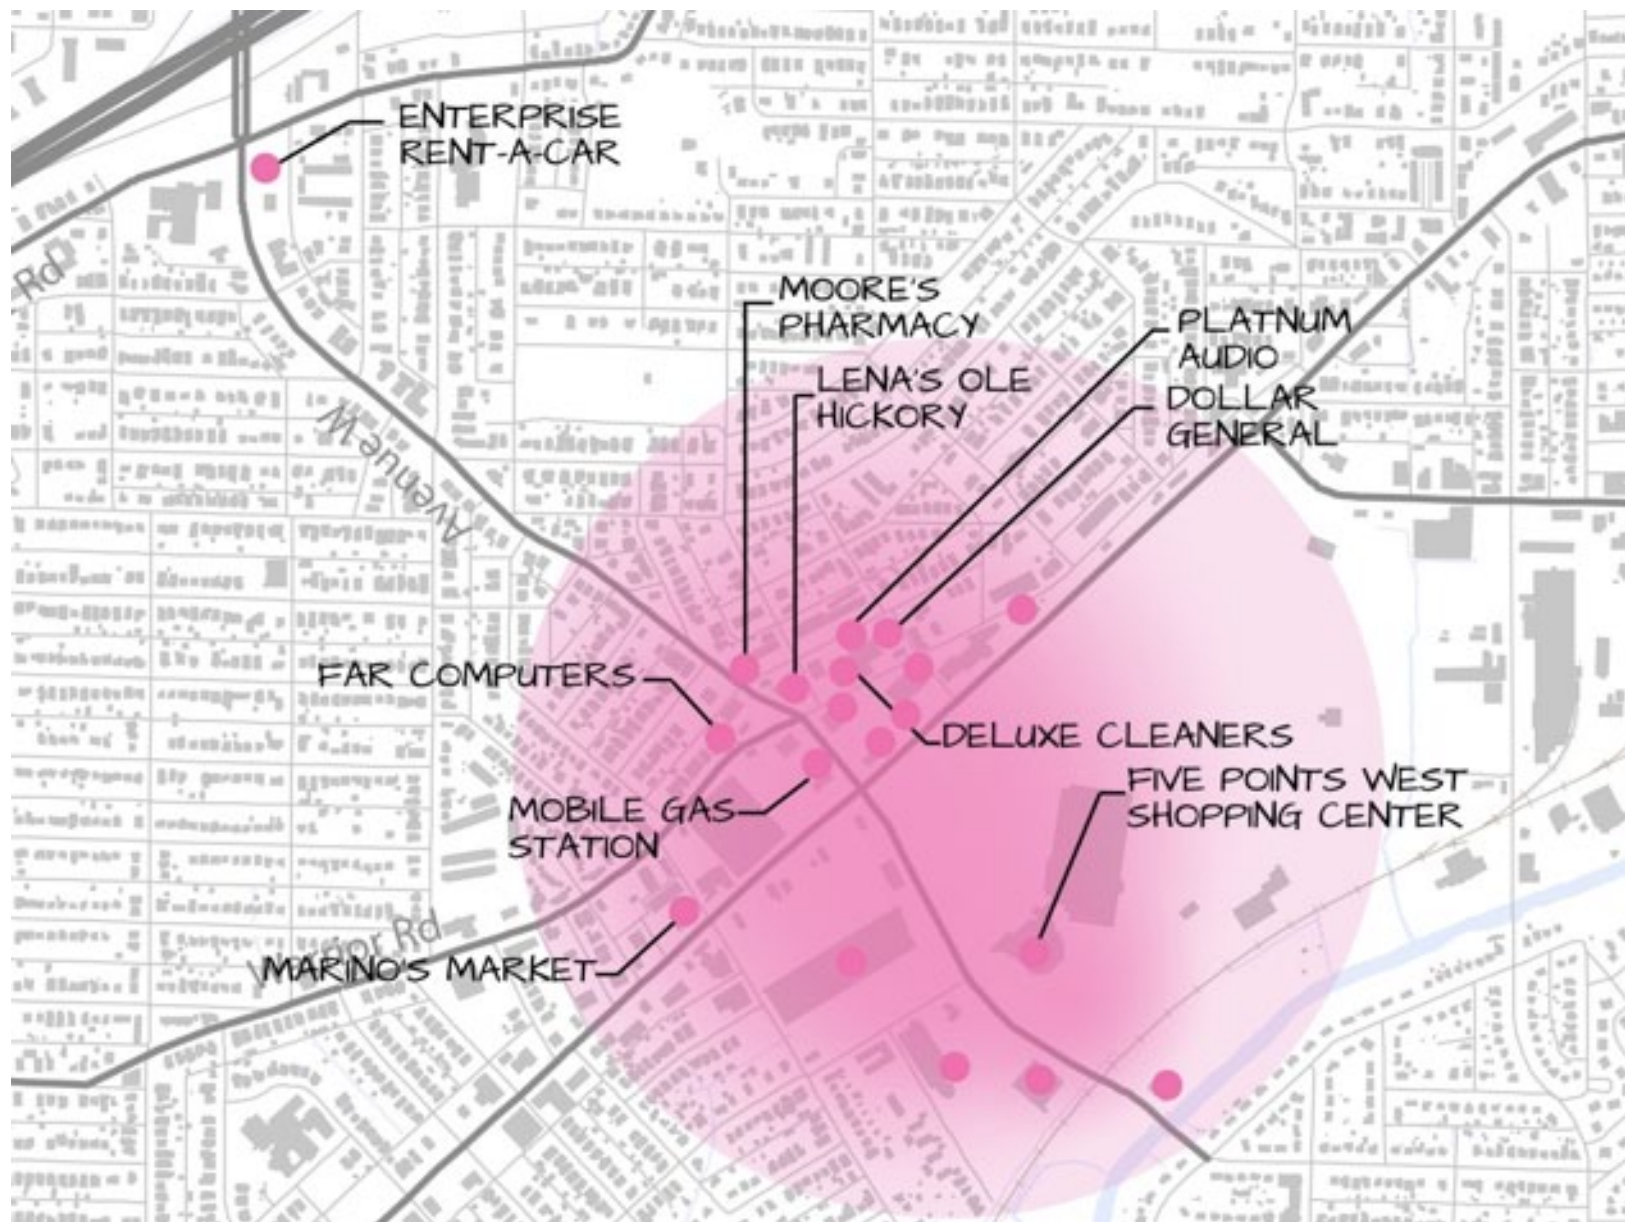 ENTERPRISE
RENT-A-CAR
Rd
MOORE'S
PHARMACY
PLATNUM
AUDIO
LENA'S OLE
HICKORY
DOLLAR
GENERAL
Avenue W
FAR COMPUTERS
DELUXE CLEANERS
FIVE POINTS WEST
SHOPPING CENTER
MOBILE GAS
STATION
Rd
MARINO'S MARKET